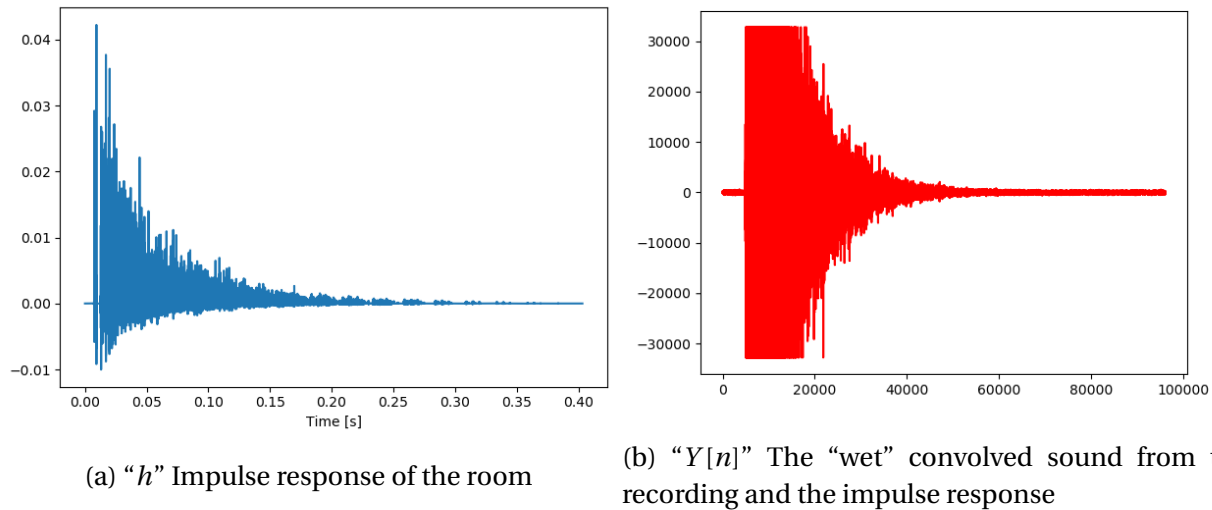 0.04
0.03
0.02
0.01
0.00
−0.01
0.00 0.05 0.10 0.15 0.20 0.25 0.30 0.35 0.40
Time [s]
(a) “h” Impulse response of the room
30000
20000
10000
0
−10000
−20000
−30000
0 20000 40000 60000 80000 100000
(b) “Y[n]” The “wet” convolved sound from
recording and the impulse response